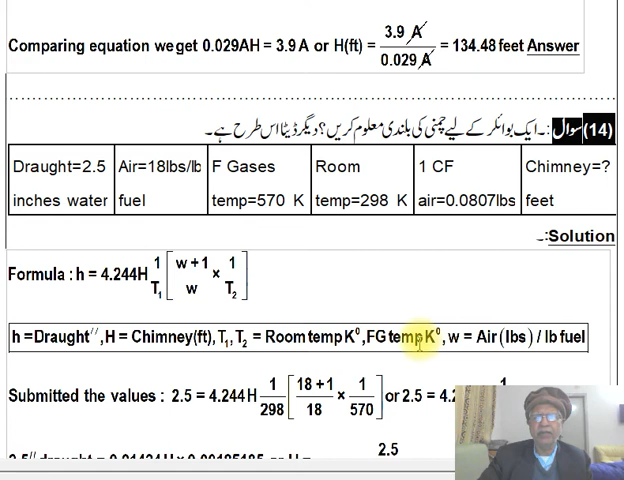 Comparing equation we get 0.029AH = 3.9 A or H(ft) = 3.9 A / 0.029 A = 134.48 feet Answer
سوال (14) :۔ ایک بوائلر کے لیے چمنی کی بلندی معلوم کریں؟ دیگر ڈیٹا اس طرح ہے۔
Draught=2.5 inches water | Air=18lbs/lb fuel | F Gases temp=570 K | Room temp=298 K | 1 CF air=0.0807lbs | Chimney=? feet
Solution:-
Formula : h = 4.244H 1/T₁ [ w + 1 / w × 1/T₂ ]
h =Draught//, H = Chimney(ft), T₁, T₂ = Room temp K⁰, FG temp K⁰, w = Air (lbs) / lb fuel
Submitted the values : 2.5 = 4.244H 1/298 [ 18 + 1 / 18 × 1/570 ] or 2.5 = 4.2
2.5